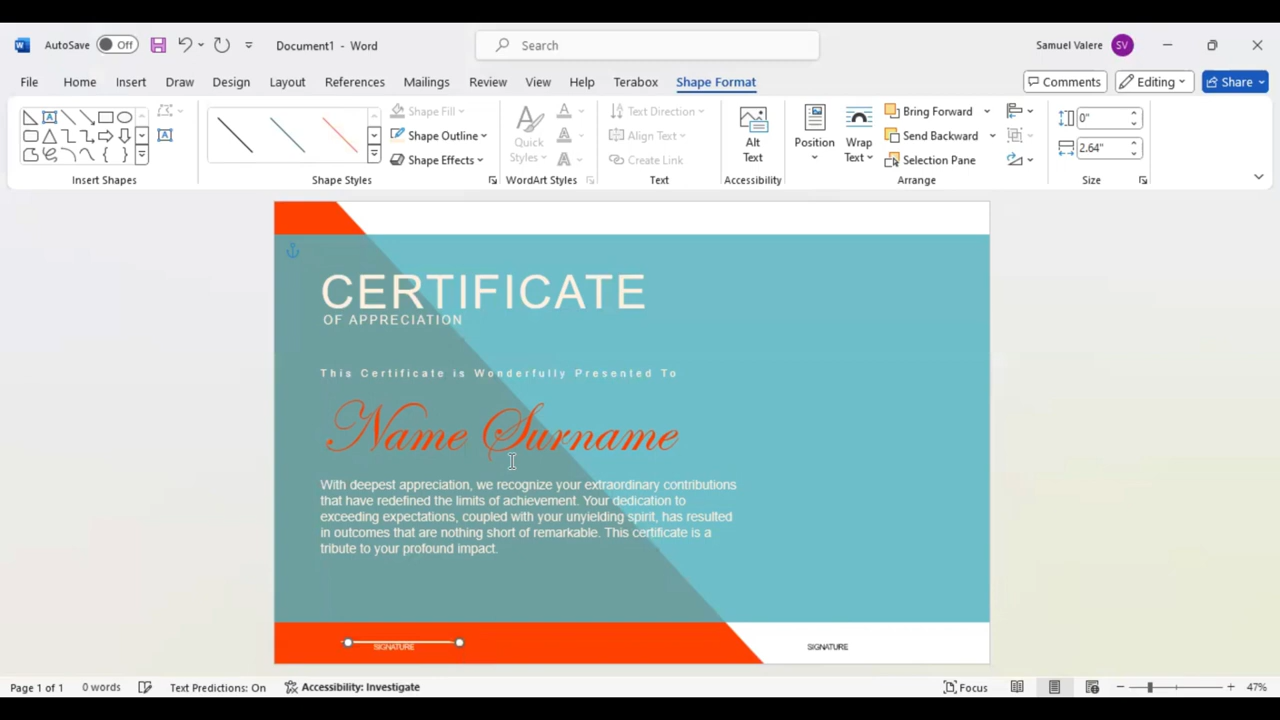 AutoSave Off Document1 - Word Search Samuel Valere SV
File Home Insert Draw Design Layout References Mailings Review View Help Terabox Shape Format Comments Editing Share
Shape Fill Text Direction Bring Forward 0"
Shape Outline Align Text Send Backward
Quick Styles Alt Text Position Wrap Text
Shape Effects Create Link Selection Pane 2.64"
Insert Shapes Shape Styles WordArt Styles Text Accessibility Arrange Size
CERTIFICATE
OF APPRECIATION
This Certificate is Wonderfully Presented To
Name Surname
With deepest appreciation, we recognize your extraordinary contributions
that have redefined the limits of achievement. Your dedication to
exceeding expectations, coupled with your unyielding spirit, has resulted
in outcomes that are nothing short of remarkable. This certificate is a
tribute to your profound impact.
SIGNATURE SIGNATURE
Page 1 of 1 0 words Text Predictions: On Accessibility: Investigate Focus 47%